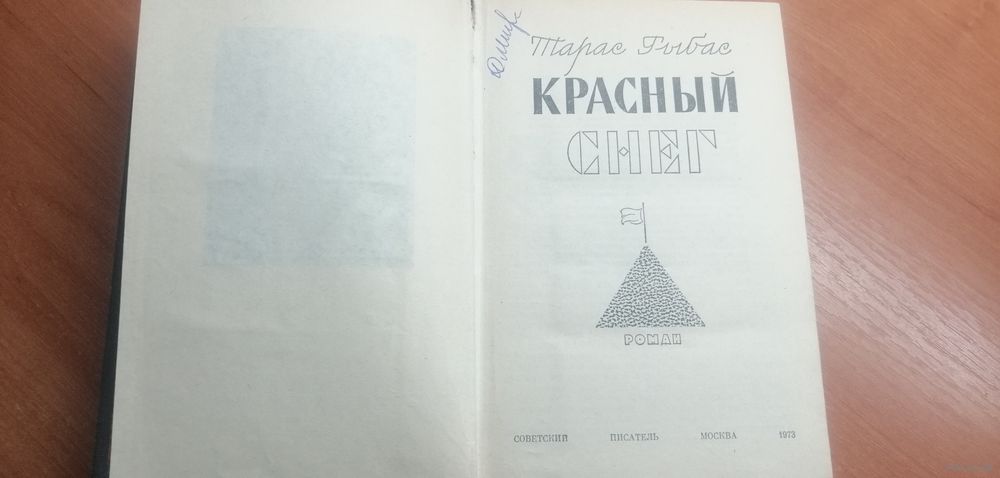 Тарас Рыбас
КРАСНЫЙ
СНЕГ
РОМАН
СОВЕТСКИЙ ПИСАТЕЛЬ МОСКВА 1973